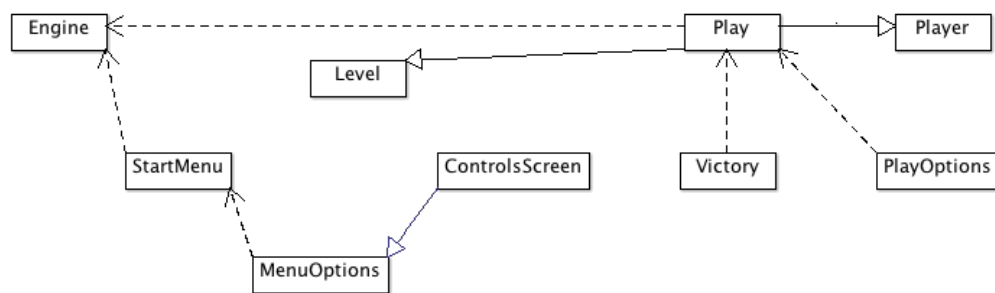 Engine
Play
Player
Level
StartMenu
ControlsScreen
Victory
PlayOptions
MenuOptions